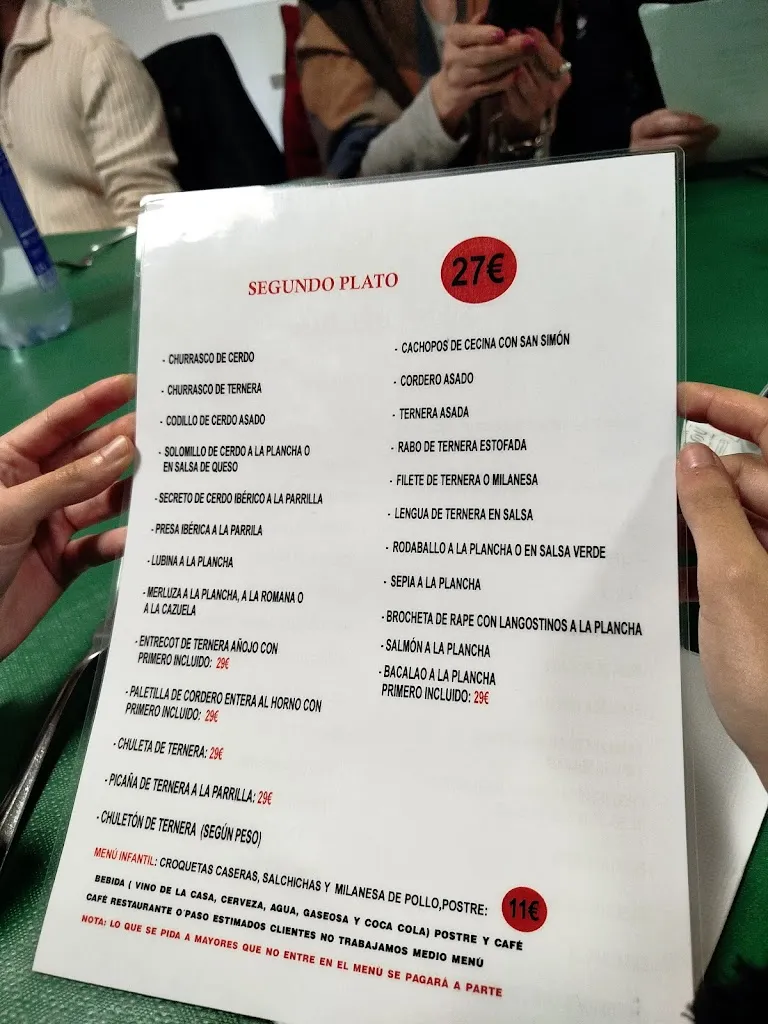 SEGUNDO PLATO
27€
- CHURRASCO DE CERDO
- CHURRASCO DE TERNERA
- CODILLO DE CERDO ASADO
- SOLOMILLO DE CERDO A LA PLANCHA O
EN SALSA DE QUESO
- SECRETO DE CERDO IBÉRICO A LA PARRILLA
- PRESA IBÉRICA A LA PARRILA
- LUBINA A LA PLANCHA
- MERLUZA A LA PLANCHA, A LA ROMANA O
A LA CAZUELA
- ENTRECOT DE TERNERA AÑOJO CON
PRIMERO INCLUIDO: 29€
- PALETILLA DE CORDERO ENTERA AL HORNO CON
PRIMERO INCLUIDO: 29€
- CHULETA DE TERNERA: 29€
- PICAÑA DE TERNERA A LA PARRILLA: 29€
- CHULETÓN DE TERNERA (SEGÚN PESO)
- CACHOPOS DE CECINA CON SAN SIMÓN
- CORDERO ASADO
- TERNERA ASADA
- RABO DE TERNERA ESTOFADA
- FILETE DE TERNERA O MILANESA
- LENGUA DE TERNERA EN SALSA
- RODABALLO A LA PLANCHA O EN SALSA VERDE
- SEPIA A LA PLANCHA
- BROCHETA DE RAPE CON LANGOSTINOS A LA PLANCHA
- SALMÓN A LA PLANCHA
- BACALAO A LA PLANCHA
PRIMERO INCLUIDO: 29€
MENÚ INFANTIL: CROQUETAS CASERAS, SALCHICHAS Y MILANESA DE POLLO,POSTRE: 11€
BEBIDA ( VINO DE LA CASA, CERVEZA, AGUA, GASEOSA Y COCA COLA) POSTRE Y CAFÉ
CAFÉ RESTAURANTE O´PASO ESTIMADOS CLIENTES NO TRABAJAMOS MEDIO MENÚ
NOTA: LO QUE SE PIDA A MAYORES QUE NO ENTRE EN EL MENÚ SE PAGARÁ A PARTE